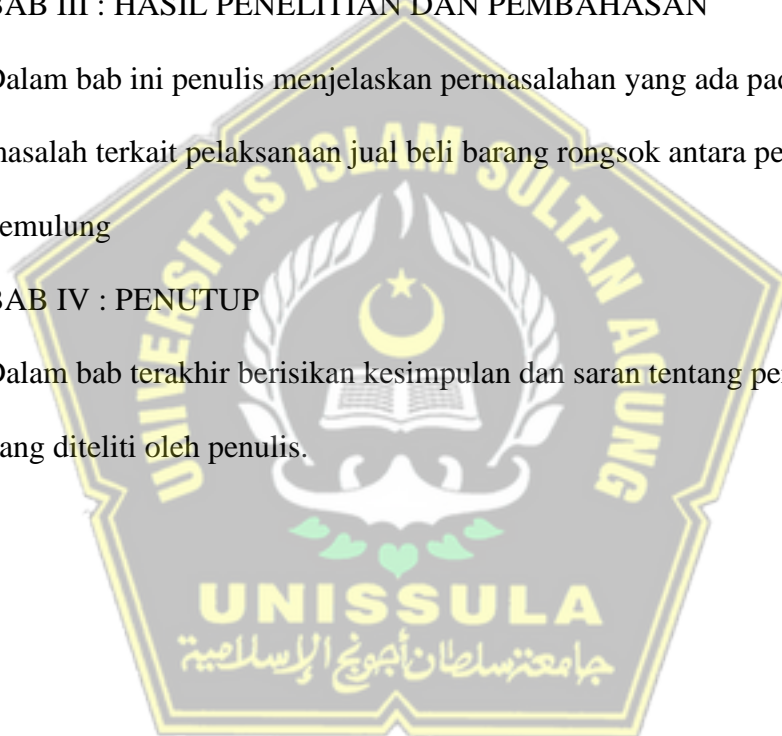 BAB III : HASIL PENELITIAN DAN PEMBAHASAN
Dalam bab ini penulis menjelaskan permasalahan yang ada pad
masalah terkait pelaksanaan jual beli barang rongsok antara pe
emulung
BAB IV : PENUTUP
Dalam bab terakhir berisikan kesimpulan dan saran tentang pe
ang diteliti oleh penulis.
UNIVERSITAS ISLAM SULTAN AGUNG
UNISSULA
جامعة سلطان أجونج الإسلامية